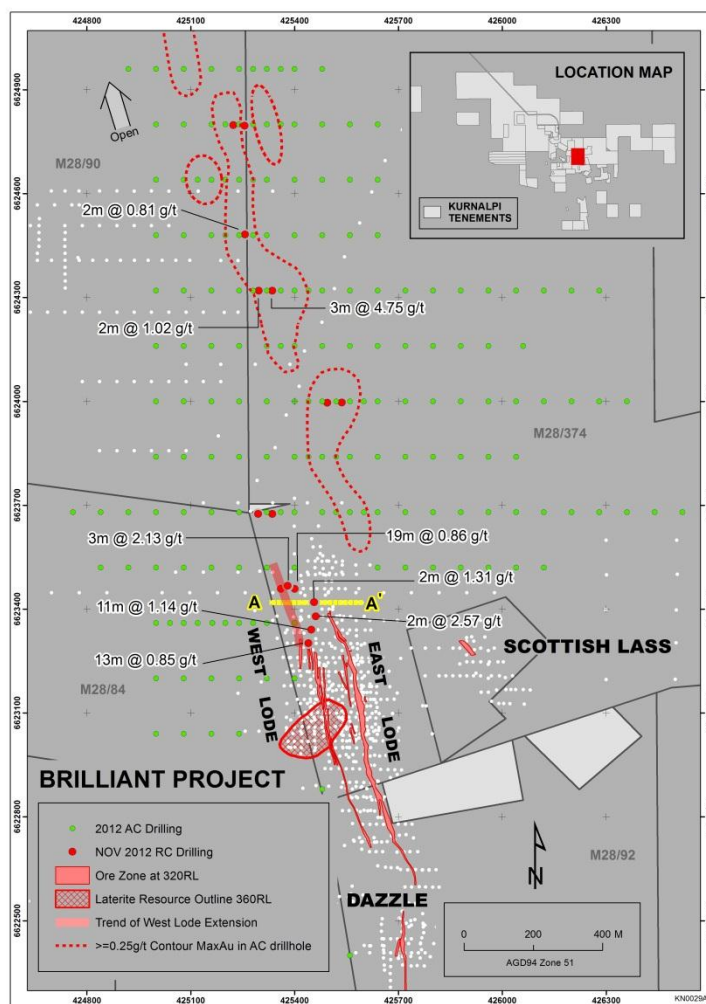 424800 425100 425400 425700 426000 426300
6624900
6624600
6624300
6624000
6623700
6623400
6623100
6622800
6622500
Open
M28/90
LOCATION MAP
KURNALPI
TENEMENTS
2m @ 0.81 g/t
3m @ 4.75 g/t
2m @ 1.02 g/t
M28/374
3m @ 2.13 g/t
19m @ 0.86 g/t
2m @ 1.31 g/t
A
A'
11m @ 1.14 g/t
2m @ 2.57 g/t
13m @ 0.85 g/t
WEST
LODE
EAST
LODE
SCOTTISH LASS
M28/84
BRILLIANT PROJECT
2012 AC Drilling
NOV 2012 RC Drilling
Ore Zone at 320RL
Laterite Resource Outline 360RL
Trend of West Lode Extension
>=0.25g/t Contour MaxAu in AC drillhole
M28/92
N
DAZZLE
0 200 400 M
AGD94 Zone 51
424800 425100 425400 425700 426000 426300
KN0029A